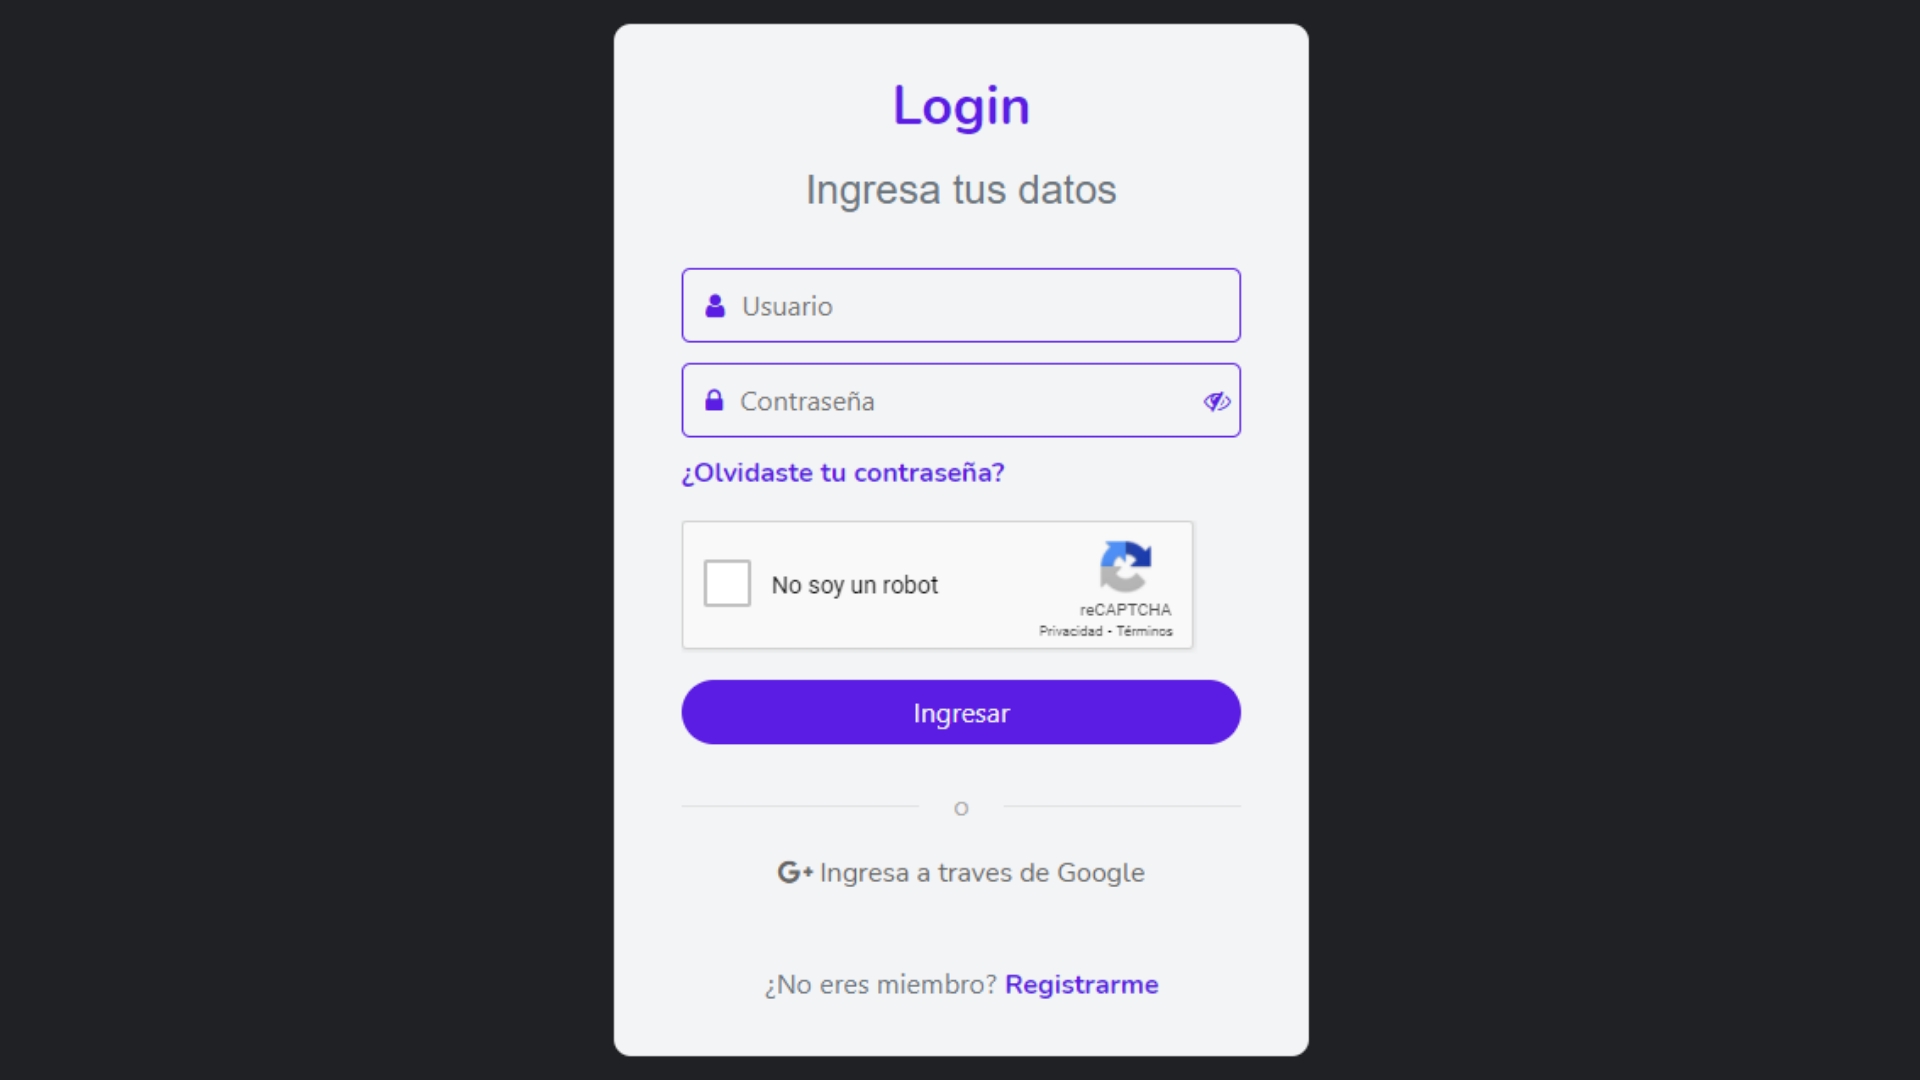 Login
Ingresa tus datos
Usuario
Contraseña
¿Olvidaste tu contraseña?
No soy un robot
reCAPTCHA
Privacidad - Términos
Ingresar
o
G+ Ingresa a traves de Google
¿No eres miembro? Registrarme